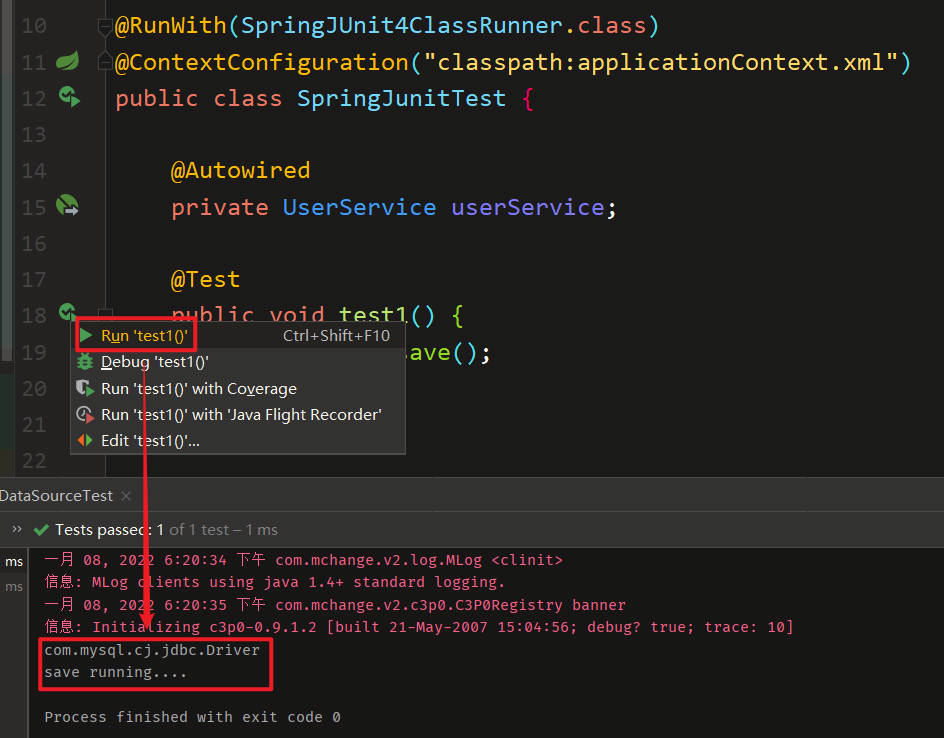 10 @RunWith(SpringJUnit4ClassRunner.class)
11 @ContextConfiguration("classpath:applicationContext.xml")
12 public class SpringJunitTest {
13
14 @Autowired
15 private UserService userService;
16
17 @Test
18 public void test1() {
Run 'test1()' Ctrl+Shift+F10
19 ave();
Debug 'test1()'
20 Run 'test1()' with Coverage
Run 'test1()' with 'Java Flight Recorder'
21
Edit 'test1()'...
22
DataSourceTest ×
» Tests passed: 1 of 1 test – 1 ms
ms 一月 08, 2022 6:20:34 下午 com.mchange.v2.log.MLog <clinit>
ms 信息: MLog clients using java 1.4+ standard logging.
一月 08, 2022 6:20:35 下午 com.mchange.v2.c3p0.C3P0Registry banner
信息: Initializing c3p0-0.9.1.2 [built 21-May-2007 15:04:56; debug? true; trace: 10]
com.mysql.cj.jdbc.Driver
save running....
Process finished with exit code 0